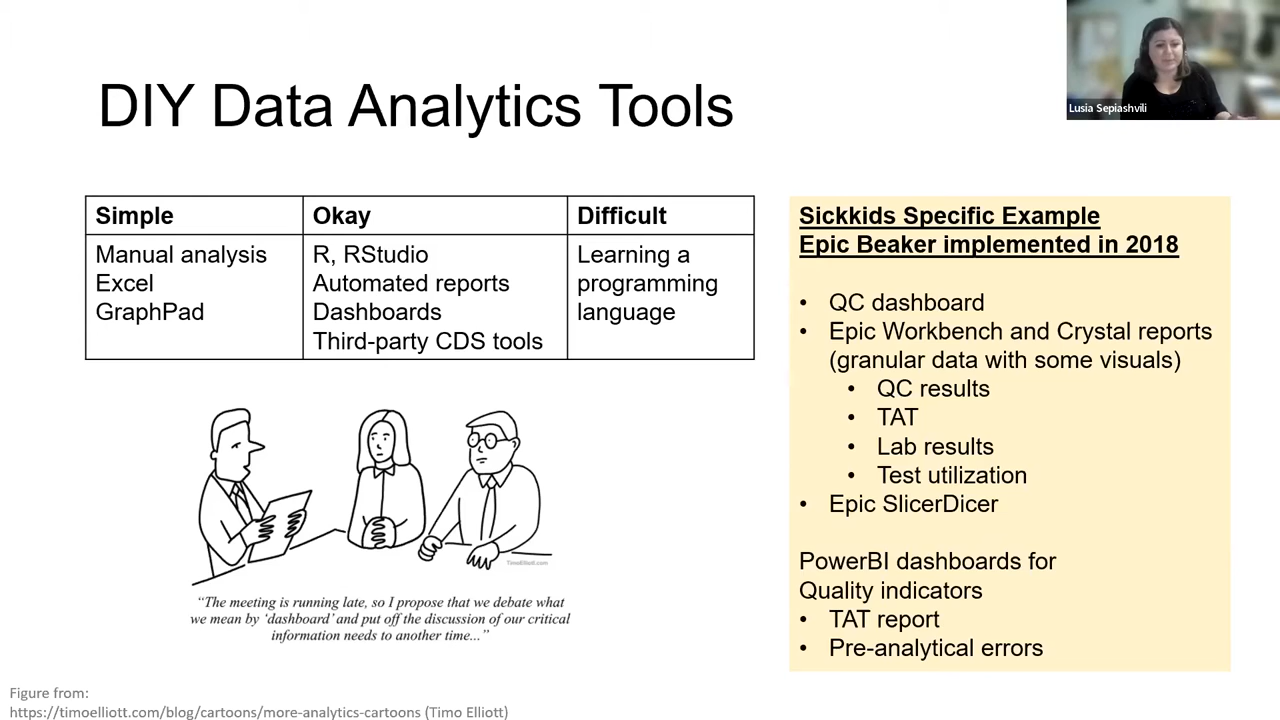 Lusia Sepiashvili
DIY Data Analytics Tools
Simple
Okay
Difficult
Manual analysis
Excel
GraphPad
R, RStudio
Automated reports
Dashboards
Third-party CDS tools
Learning a
programming
language
TimoElliott.com
“The meeting is running late, so I propose that we debate what
we mean by ‘dashboard’ and put off the discussion of our critical
information needs to another time...”
Sickkids Specific Example
Epic Beaker implemented in 2018
• QC dashboard
• Epic Workbench and Crystal reports
(granular data with some visuals)
• QC results
• TAT
• Lab results
• Test utilization
• Epic SlicerDicer
PowerBI dashboards for
Quality indicators
• TAT report
• Pre-analytical errors
Figure from:
https://timoelliott.com/blog/cartoons/more-analytics-cartoons (Timo Elliott)